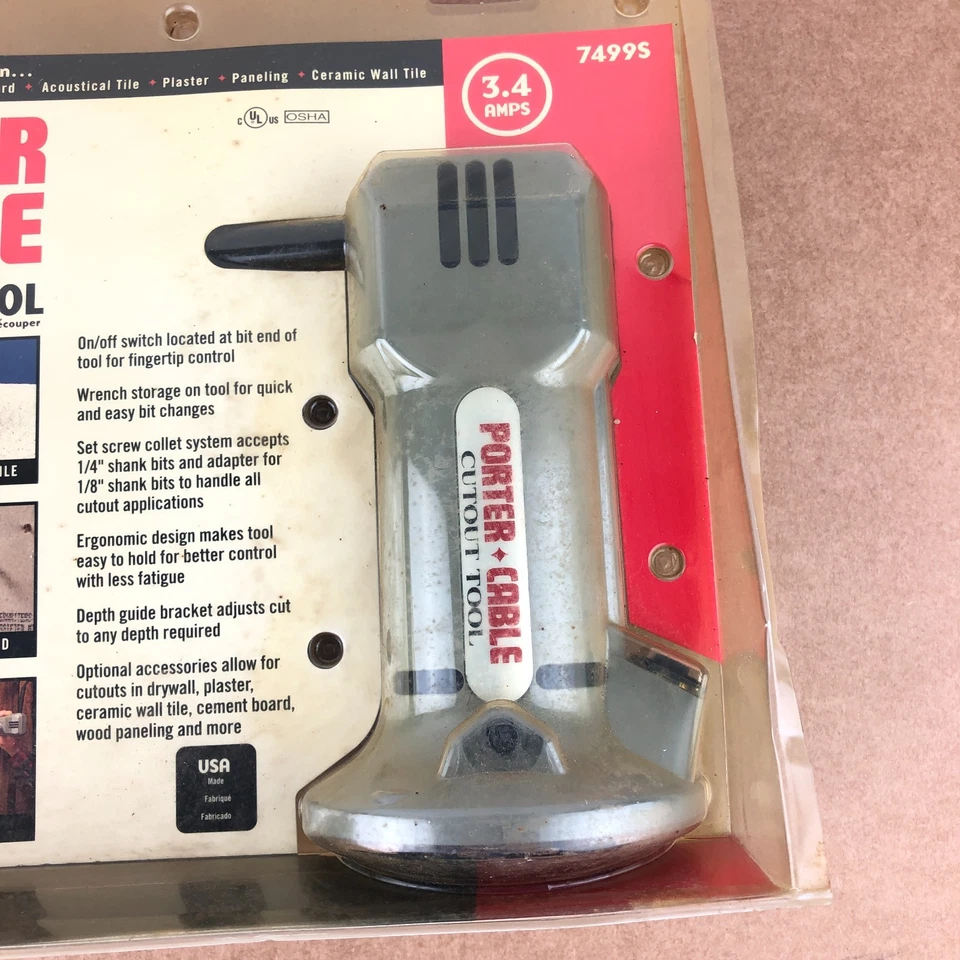 n...
rd ✦ Acoustical Tile ✦ Plaster ✦ Paneling ✦ Ceramic Wall Tile
7499S
3.4
AMPS
C UL US OSHA
R
E
OL
écouper
On/off switch located at bit end of
tool for fingertip control
Wrench storage on tool for quick
and easy bit changes
Set screw collet system accepts
1/4" shank bits and adapter for
1/8" shank bits to handle all
cutout applications
Ergonomic design makes tool
easy to hold for better control
with less fatigue
Depth guide bracket adjusts cut
to any depth required
Optional accessories allow for
cutouts in drywall, plaster,
ceramic wall tile, cement board,
wood paneling and more
ILE
D
USA
Made
Fabriqué
Fabricado
PORTER✦CABLE
CUTOUT TOOL